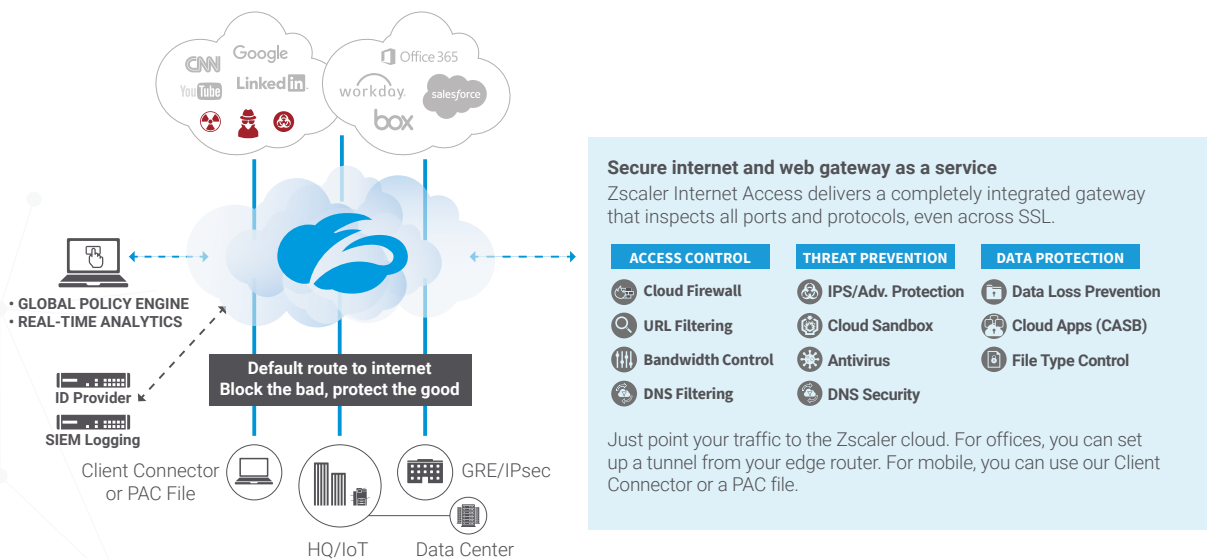 CNN
Google
YouTube
Linked in.
Office 365
workday.
salesforce
box
• GLOBAL POLICY ENGINE
• REAL-TIME ANALYTICS
ID Provider
SIEM Logging
Default route to internet
Block the bad, protect the good
Client Connector
or PAC File
GRE/IPsec
HQ/IoT
Data Center
Secure internet and web gateway as a service
Zscaler Internet Access delivers a completely integrated gateway
that inspects all ports and protocols, even across SSL.
ACCESS CONTROL
Cloud Firewall
URL Filtering
Bandwidth Control
DNS Filtering
THREAT PREVENTION
IPS/Adv. Protection
Cloud Sandbox
Antivirus
DNS Security
DATA PROTECTION
Data Loss Prevention
Cloud Apps (CASB)
File Type Control
Just point your traffic to the Zscaler cloud. For offices, you can set
up a tunnel from your edge router. For mobile, you can use our Client
Connector or a PAC file.